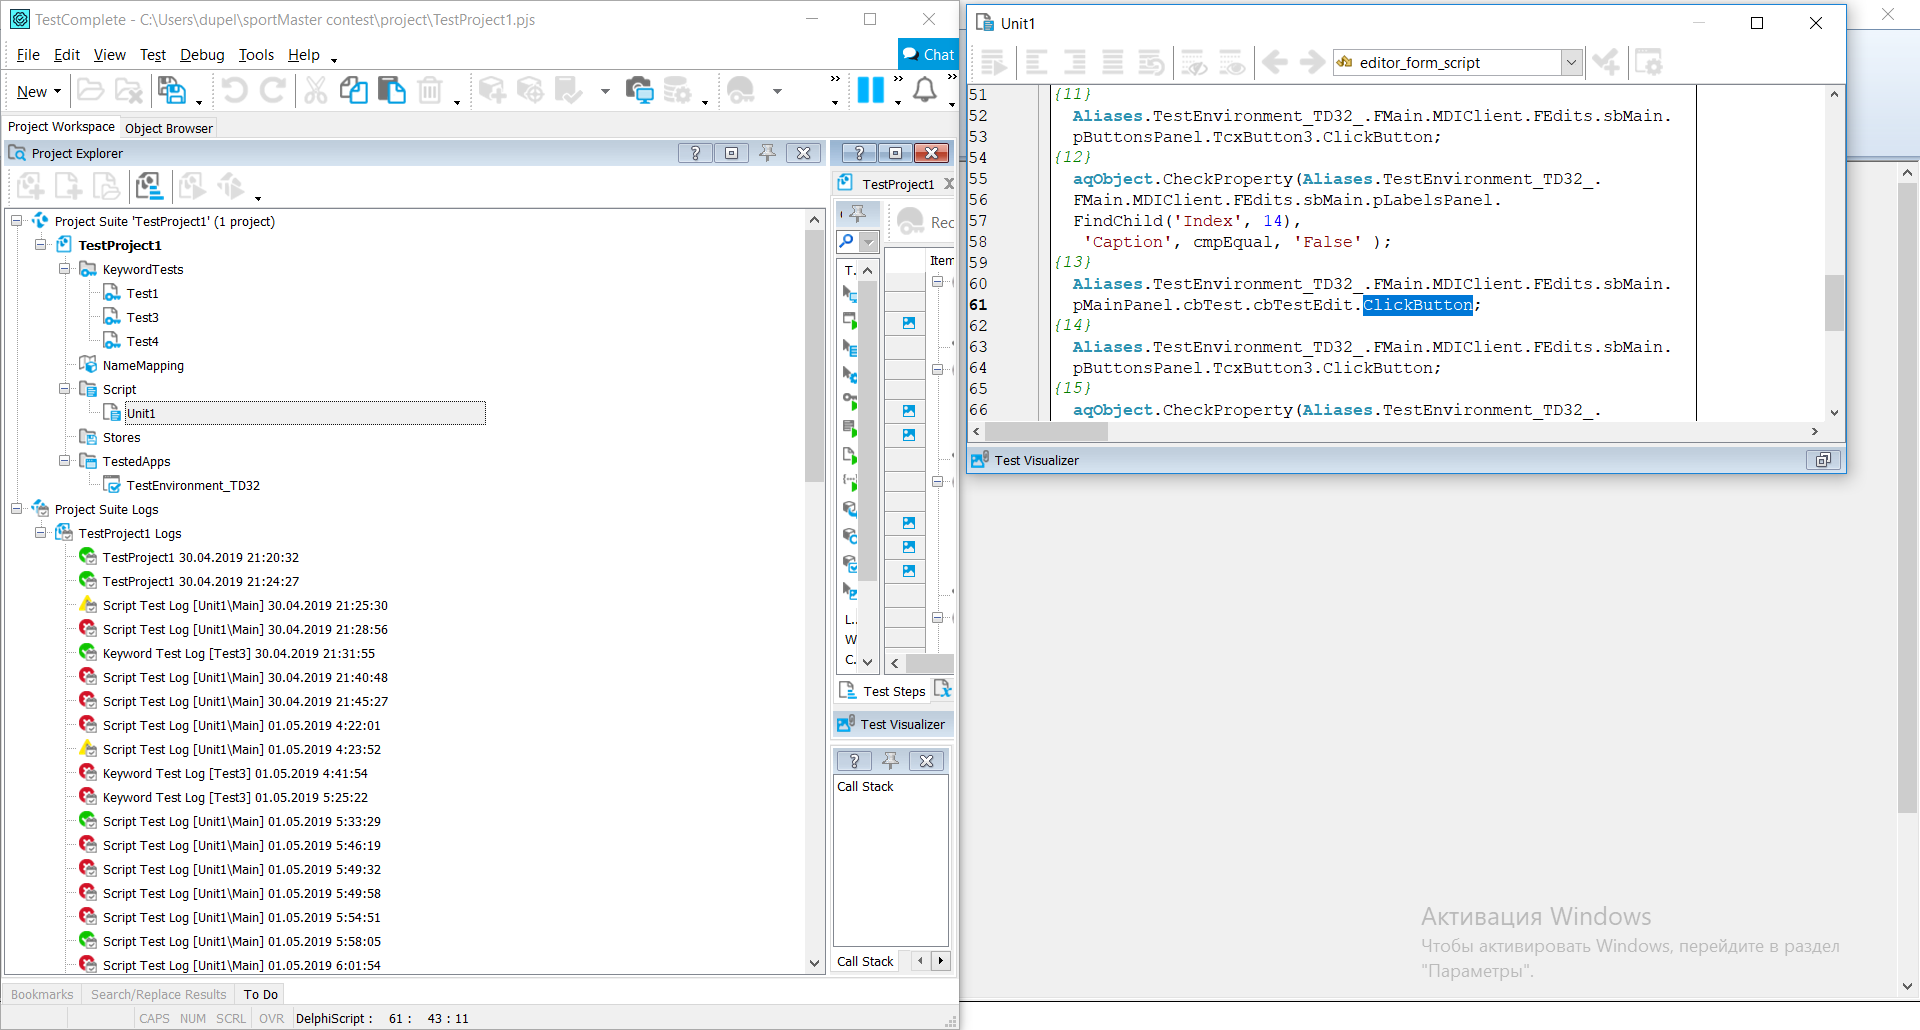 TestComplete - C:\Users\dupel\sportMaster contest\project\TestProject1.pjs
File Edit View Test Debug Tools Help
Chat
New
Project Workspace Object Browser
Project Explorer
Project Suite 'TestProject1' (1 project)
TestProject1
KeywordTests
Test1
Test3
Test4
NameMapping
Script
Unit1
Stores
TestedApps
TestEnvironment_TD32
Project Suite Logs
TestProject1 Logs
TestProject1 30.04.2019 21:20:32
TestProject1 30.04.2019 21:24:27
Script Test Log [Unit1\Main] 30.04.2019 21:25:30
Script Test Log [Unit1\Main] 30.04.2019 21:28:56
Keyword Test Log [Test3] 30.04.2019 21:31:55
Script Test Log [Unit1\Main] 30.04.2019 21:40:48
Script Test Log [Unit1\Main] 30.04.2019 21:45:27
Script Test Log [Unit1\Main] 01.05.2019 4:22:01
Script Test Log [Unit1\Main] 01.05.2019 4:23:52
Keyword Test Log [Test3] 01.05.2019 4:41:54
Keyword Test Log [Test3] 01.05.2019 5:25:22
Script Test Log [Unit1\Main] 01.05.2019 5:33:29
Script Test Log [Unit1\Main] 01.05.2019 5:46:19
Script Test Log [Unit1\Main] 01.05.2019 5:49:32
Script Test Log [Unit1\Main] 01.05.2019 5:49:58
Script Test Log [Unit1\Main] 01.05.2019 5:54:51
Script Test Log [Unit1\Main] 01.05.2019 5:58:05
Script Test Log [Unit1\Main] 01.05.2019 6:01:54
Bookmarks Search/Replace Results To Do
CAPS NUM SCRL OVR DelphiScript : 61 : 43 : 11
TestProject1
Rec
Item
T.
L..
W
C.
Test Steps
Test Visualizer
Call Stack
Call Stack
Unit1
editor_form_script
51 {11}
52 Aliases.TestEnvironment_TD32_.FMain.MDIClient.FEdits.sbMain.
53 pButtonsPanel.TcxButton3.ClickButton;
54 {12}
55 aqObject.CheckProperty(Aliases.TestEnvironment_TD32_.
56 FMain.MDIClient.FEdits.sbMain.pLabelsPanel.
57 FindChild('Index', 14),
58 'Caption', cmpEqual, 'False' );
59 {13}
60 Aliases.TestEnvironment_TD32_.FMain.MDIClient.FEdits.sbMain.
61 pMainPanel.cbTest.cbTestEdit.ClickButton;
62 {14}
63 Aliases.TestEnvironment_TD32_.FMain.MDIClient.FEdits.sbMain.
64 pButtonsPanel.TcxButton3.ClickButton;
65 {15}
66 aqObject.CheckProperty(Aliases.TestEnvironment_TD32_.
Test Visualizer
Активация Windows
Чтобы активировать Windows, перейдите в раздел
"Параметры".